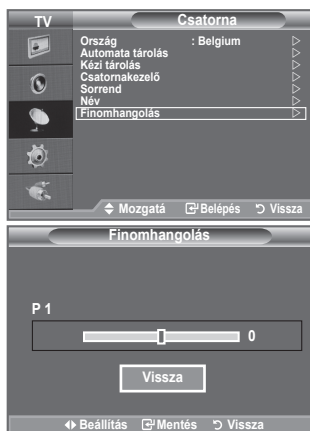 TV Csatorna
Ország : Belgium
Automata tárolás
Kézi tárolás
Csatornakezelő
Sorrend
Név
Finomhangolás
Mozgatá Belépés Vissza
Finomhangolás
P 1
0
Vissza
Beállítás Mentés Vissza